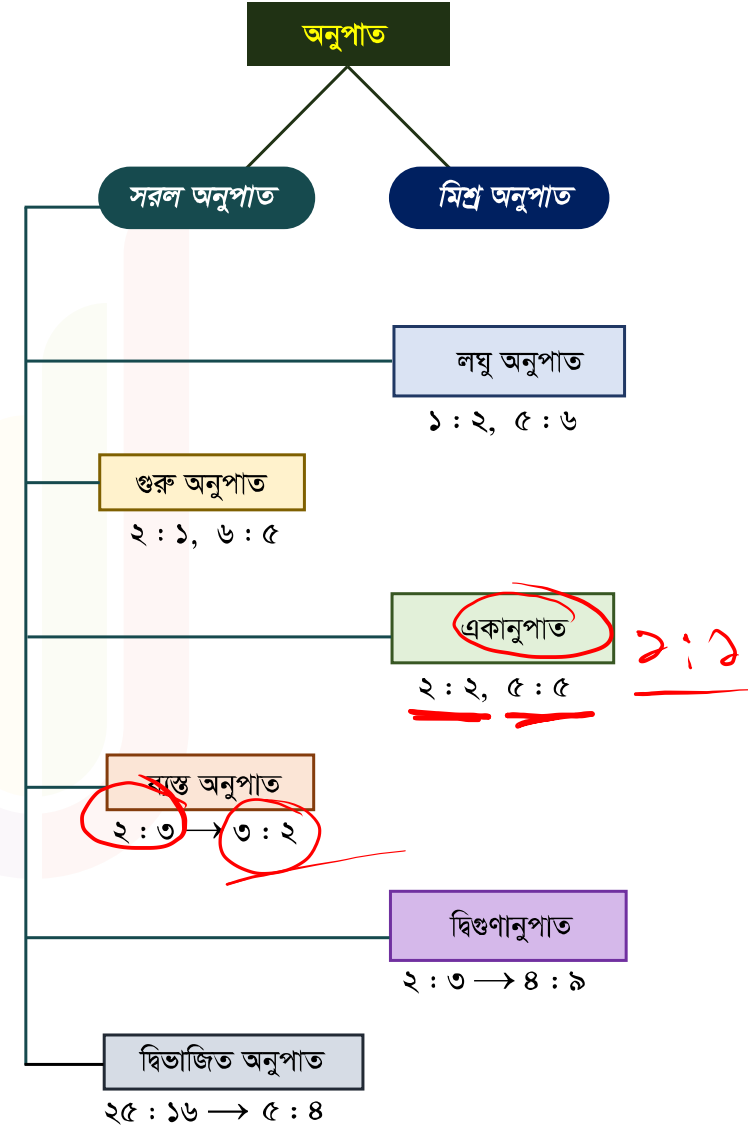 অনুপাত
সরল অনুপাত মিশ্র অনুপাত
লঘু অনুপাত
১ : ২, ৫ : ৬
গুরু অনুপাত
২ : ১, ৬ : ৫
একানুপাত
২ : ২, ৫ : ৫
১ : ১
ব্যস্ত অনুপাত
২ : ৩ → ৩ : ২
দ্বিগুণানুপাত
২ : ৩ → ৪ : ৯
দ্বিভাজিত অনুপাত
২৫ : ১৬ → ৫ : ৪